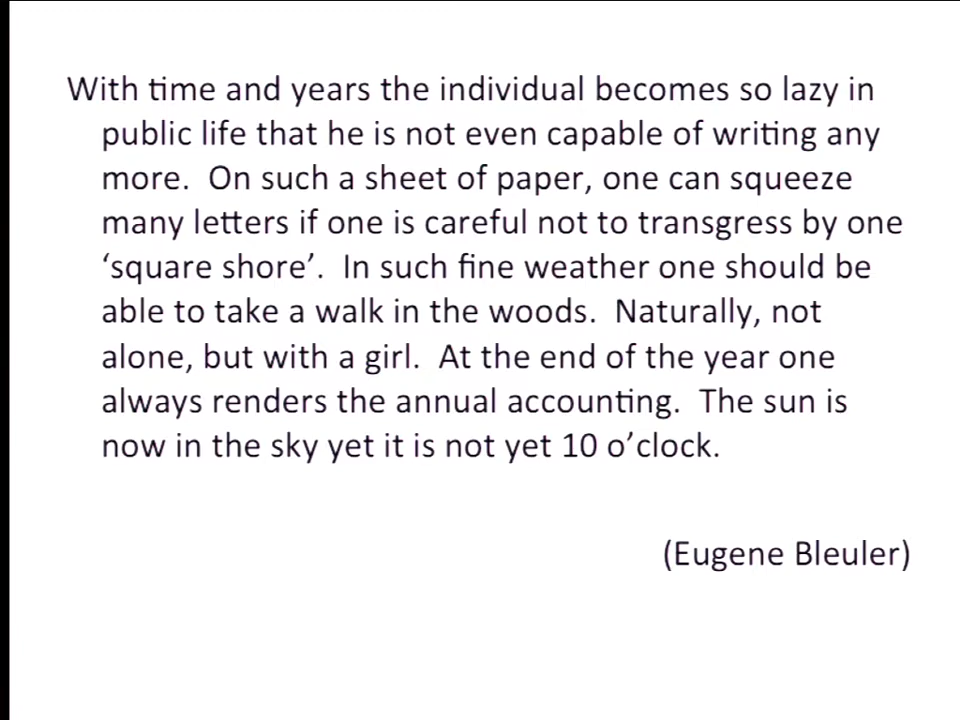 With time and years the individual becomes so lazy in
public life that he is not even capable of writing any
more.  On such a sheet of paper, one can squeeze
many letters if one is careful not to transgress by one
‘square shore’.  In such fine weather one should be
able to take a walk in the woods.  Naturally, not
alone, but with a girl.  At the end of the year one
always renders the annual accounting.  The sun is
now in the sky yet it is not yet 10 o’clock.
(Eugene Bleuler)